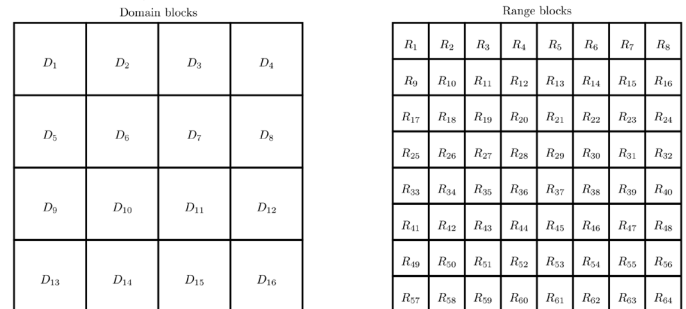 Domain blocks
D₁ D₂ D₃ D₄
D₅ D₆ D₇ D₈
D₉ D₁₀ D₁₁ D₁₂
D₁₃ D₁₄ D₁₅ D₁₆
Range blocks
R₁ R₂ R₃ R₄ R₅ R₆ R₇ R₈
R₉ R₁₀ R₁₁ R₁₂ R₁₃ R₁₄ R₁₅ R₁₆
R₁₇ R₁₈ R₁₉ R₂₀ R₂₁ R₂₂ R₂₃ R₂₄
R₂₅ R₂₆ R₂₇ R₂₈ R₂₉ R₃₀ R₃₁ R₃₂
R₃₃ R₃₄ R₃₅ R₃₆ R₃₇ R₃₈ R₃₉ R₄₀
R₄₁ R₄₂ R₄₃ R₄₄ R₄₅ R₄₆ R₄₇ R₄₈
R₄₉ R₅₀ R₅₁ R₅₂ R₅₃ R₅₄ R₅₅ R₅₆
R₅₇ R₅₈ R₅₉ R₆₀ R₆₁ R₆₂ R₆₃ R₆₄